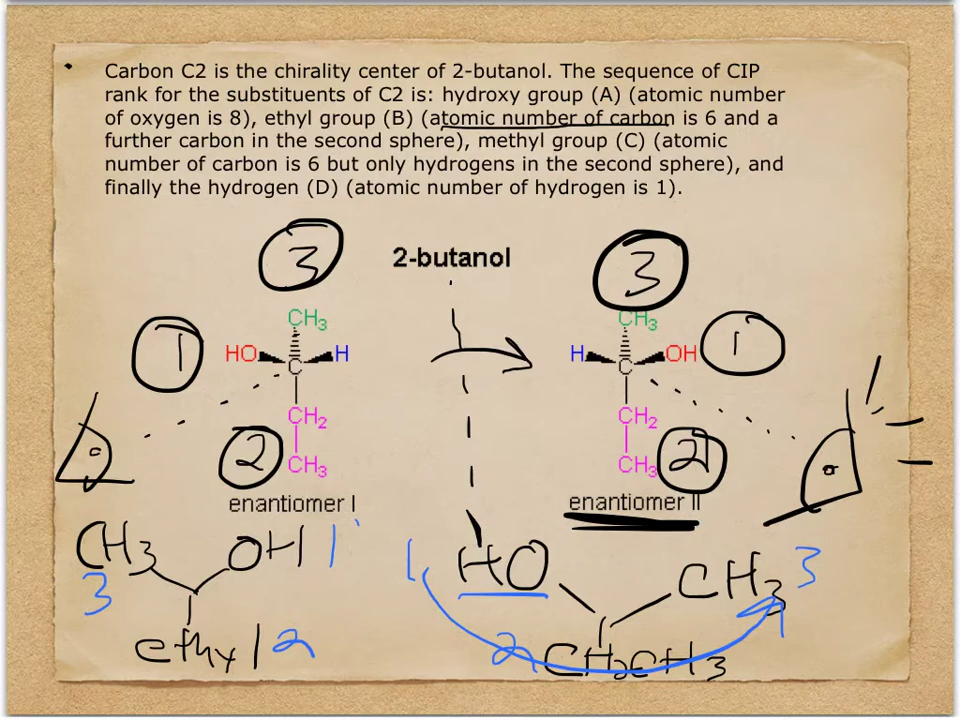 Carbon C2 is the chirality center of 2-butanol. The sequence of CIP
rank for the substituents of C2 is: hydroxy group (A) (atomic number
of oxygen is 8), ethyl group (B) (atomic number of carbon is 6 and a
further carbon in the second sphere), methyl group (C) (atomic
number of carbon is 6 but only hydrogens in the second sphere), and
finally the hydrogen (D) (atomic number of hydrogen is 1).
3 2-butanol 3
CH3 CH3
1 HO C H H C OH 1
CH2 CH2
2 CH3 CH3 2
enantiomer I enantiomer II
CH3 OH 1 1 HO CH3 3
3
ethyl 2 2 CH2CH3